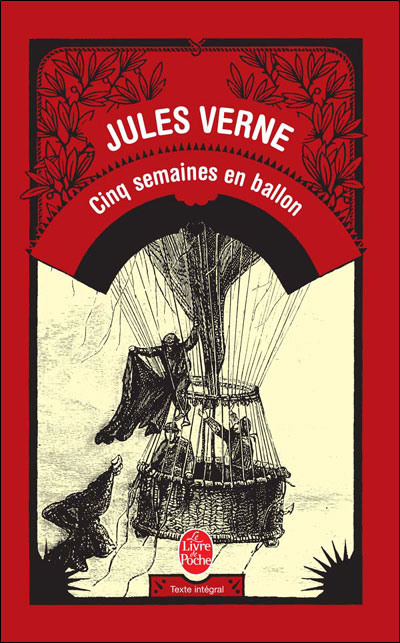 JULES VERNE
Cinq semaines en ballon
Le
Livre
de
Poche
Texte intégral